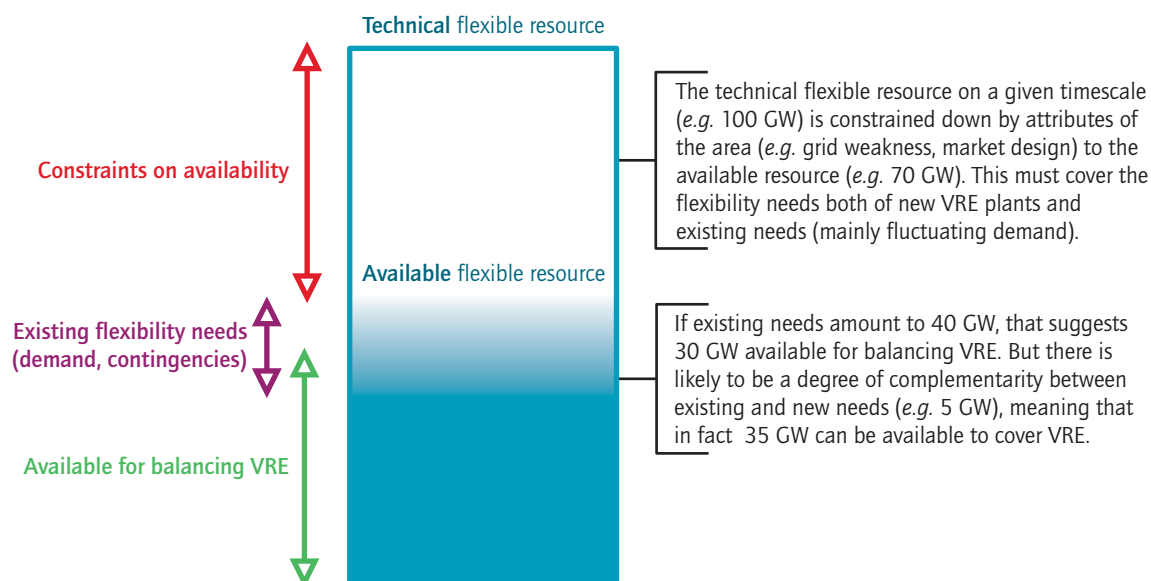 Technical flexible resource
Constraints on availability
The technical flexible resource on a given timescale
(e.g. 100 GW) is constrained down by attributes of
the area (e.g. grid weakness, market design) to the
available resource (e.g. 70 GW). This must cover the
flexibility needs both of new VRE plants and
existing needs (mainly fluctuating demand).
Available flexible resource
Existing flexibility needs
(demand, contingencies)
If existing needs amount to 40 GW, that suggests
30 GW available for balancing VRE. But there is
likely to be a degree of complementarity between
existing and new needs (e.g. 5 GW), meaning that
in fact 35 GW can be available to cover VRE.
Available for balancing VRE